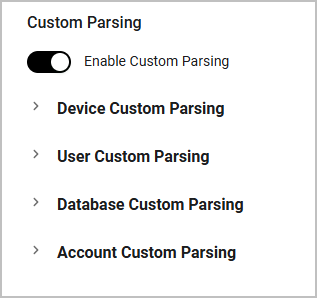 Custom Parsing
Enable Custom Parsing
Device Custom Parsing
User Custom Parsing
Database Custom Parsing
Account Custom Parsing